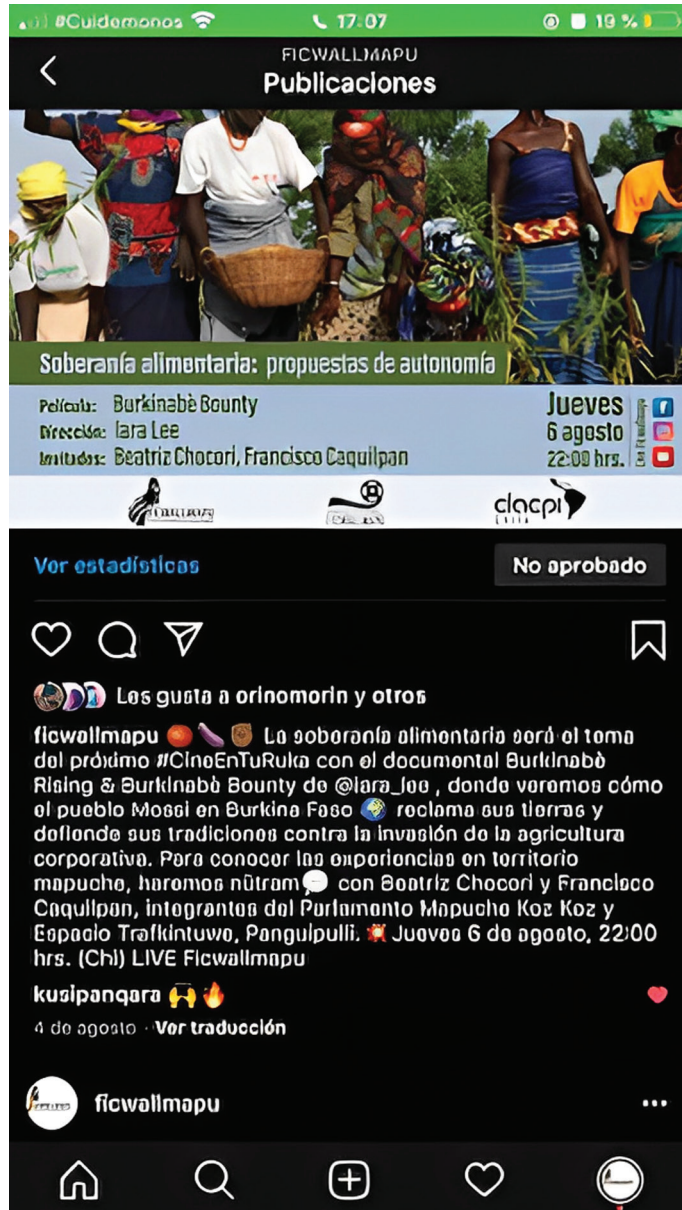 #Cuidemonos 17:07 19 %
FICWALLMAPU
Publicaciones
Soberanía alimentaria: propuestas de autonomía
Película: Burkinabè Bounty
Dirección: Iara Lee
Invitados: Beatriz Chocori, Francisco Caquilpan
Jueves
6 agosto
22:00 hrs.
clacpi
Ver estadísticas
No aprobado
Les gusta a orinomorin y otros
ficwallmapu La soberanía alimentaria será el tema
del próximo #CineEnTuRuka con el documental Burkinabè
Rising & Burkinabè Bounty de @iara_lee , donde veremos cómo
el pueblo Mossi en Burkina Faso reclama sus tierras y
defiende sus tradiciones contra la invasión de la agricultura
corporativa. Para conocer las experiencias en territorio
mapuche, haremos nütram con Beatriz Chocori y Francisco
Caquilpan, integrantes del Parlamento Mapuche Koz Koz y
Espacio Trafkintuwe, Panguipulli. Jueves 6 de agosto, 22:00
hrs. (Chl) LIVE Ficwallmapu
kusipanqara
4 de agosto · Ver traducción
ficwallmapu